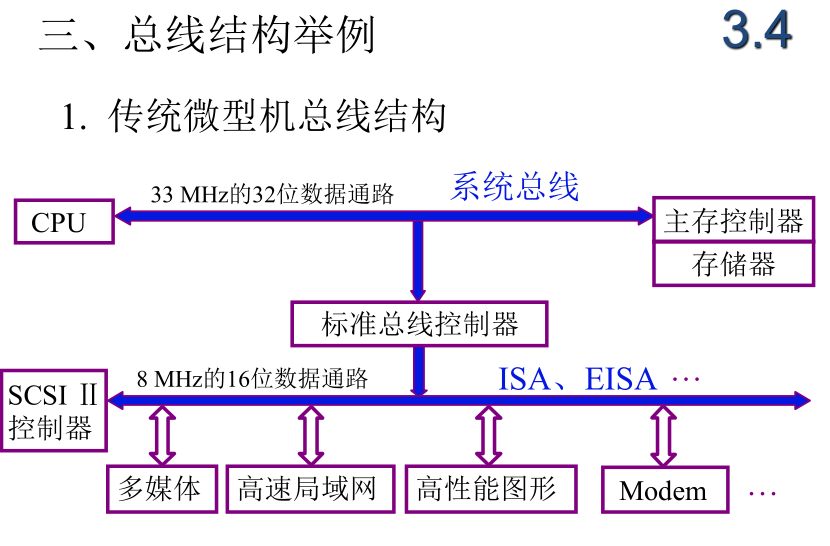 三、总线结构举例
3.4
1. 传统微型机总线结构
33 MHz的32位数据通路
系统总线
CPU
主存控制器
存储器
标准总线控制器
8 MHz的16位数据通路
ISA、EISA …
SCSI Ⅱ
控制器
多媒体
高速局域网
高性能图形
Modem
…